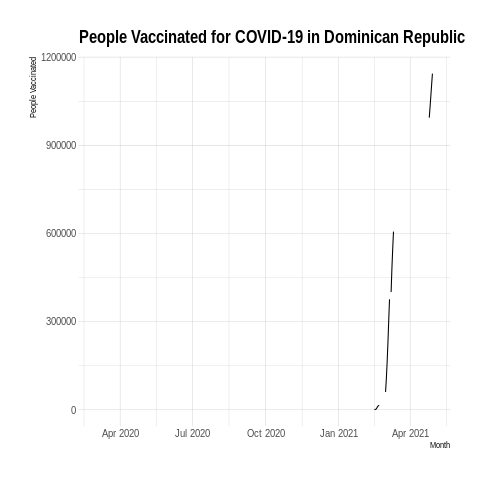 People Vaccinated for COVID-19 in Dominican Republic
People Vaccinated
1200000
900000
600000
300000
0
Apr 2020 Jul 2020 Oct 2020 Jan 2021 Apr 2021
Month